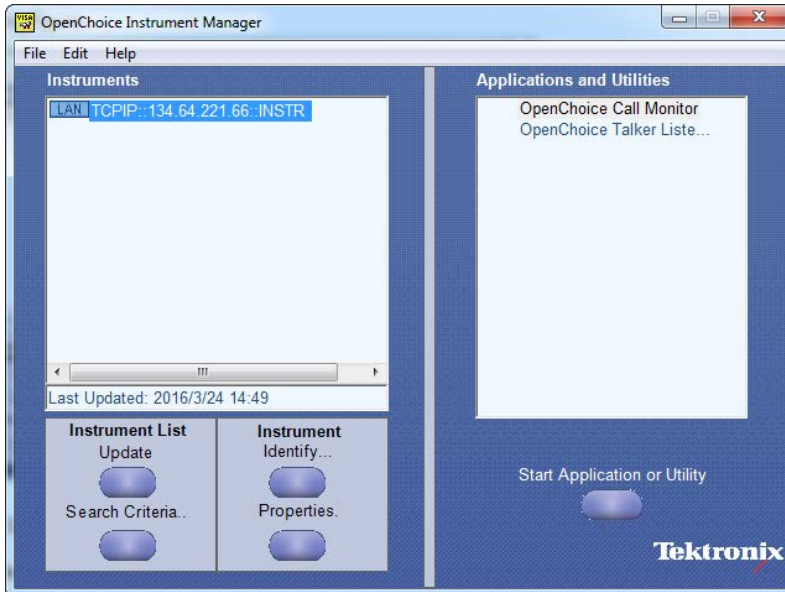 OpenChoice Instrument Manager
File Edit Help
Instruments
LAN TCPIP::134.64.221.66::INSTR
Last Updated: 2016/3/24 14:49
Instrument List
Update
Search Criteria..
Instrument
Identify...
Properties.
Applications and Utilities
OpenChoice Call Monitor
OpenChoice Talker Liste...
Start Application or Utility
Tektronix